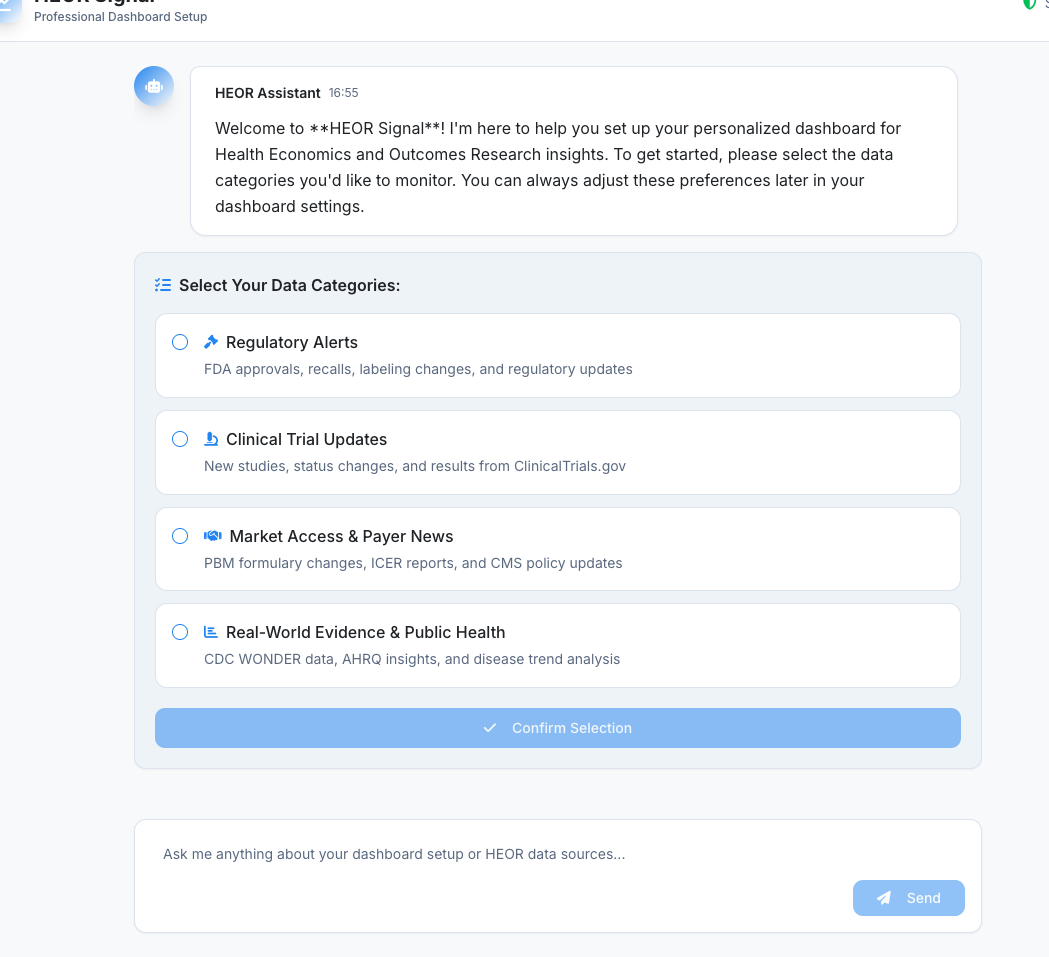 HEOR Signal
Professional Dashboard Setup
HEOR Assistant 16:55
Welcome to **HEOR Signal**! I'm here to help you set up your personalized dashboard for
Health Economics and Outcomes Research insights. To get started, please select the data
categories you'd like to monitor. You can always adjust these preferences later in your
dashboard settings.
Select Your Data Categories:
Regulatory Alerts
FDA approvals, recalls, labeling changes, and regulatory updates
Clinical Trial Updates
New studies, status changes, and results from ClinicalTrials.gov
Market Access & Payer News
PBM formulary changes, ICER reports, and CMS policy updates
Real-World Evidence & Public Health
CDC WONDER data, AHRQ insights, and disease trend analysis
Confirm Selection
Ask me anything about your dashboard setup or HEOR data sources...
Send